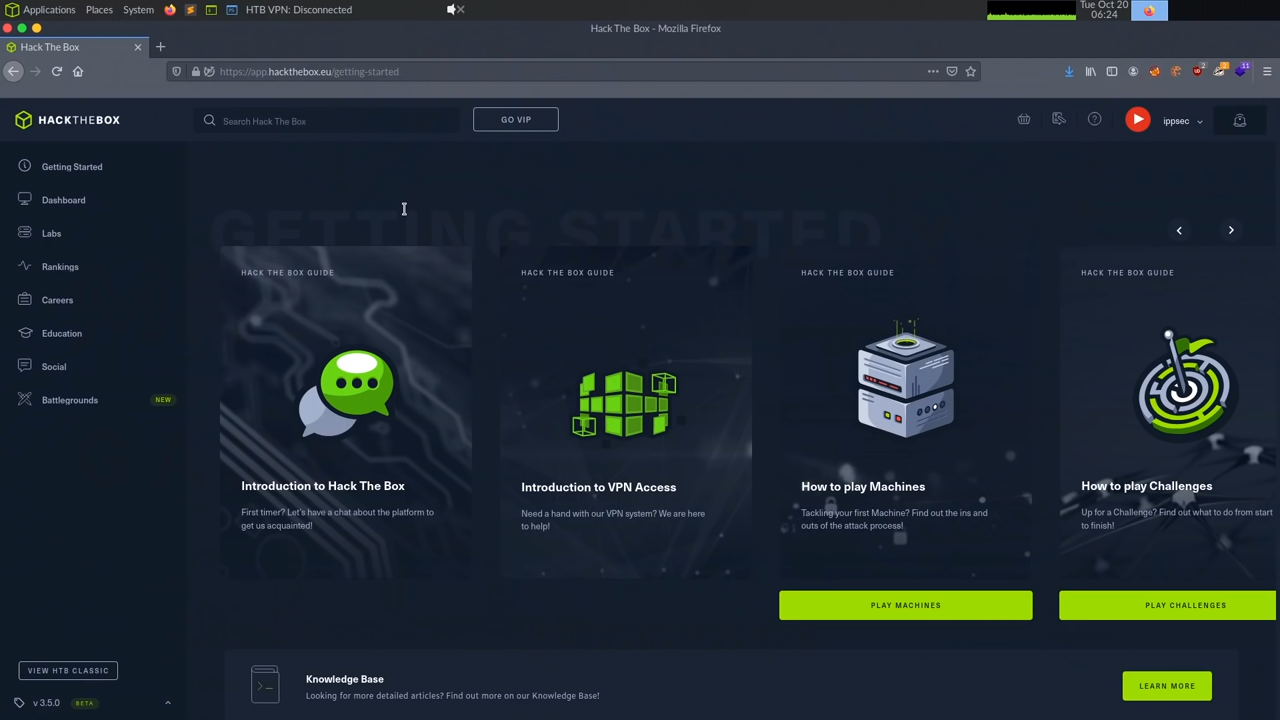 Applications Places System HTB VPN: Disconnected Tue Oct 20
06:24
Hack The Box - Mozilla Firefox
Hack The Box
https://app.hackthebox.eu/getting-started
2
11
HACKTHEBOX
Search Hack The Box
GO VIP
ippsec
Getting Started
Dashboard
Labs
Rankings
Careers
Education
Social
Battlegrounds NEW
VIEW HTB CLASSIC
v 3.5.0 BETA
GETTING STARTED
HACK THE BOX GUIDE
Introduction to Hack The Box
First timer? Let's have a chat about the platform to
get us acquainted!
HACK THE BOX GUIDE
Introduction to VPN Access
Need a hand with our VPN system? We are here
to help!
HACK THE BOX GUIDE
How to play Machines
Tackling your first Machine? Find out the ins and
outs of the attack process!
PLAY MACHINES
HACK THE BOX GUIDE
How to play Challenges
Up for a Challenge? Find out what to do from start
to finish!
PLAY CHALLENGES
Knowledge Base
Looking for more detailed articles? Find out more on our Knowledge Base!
LEARN MORE